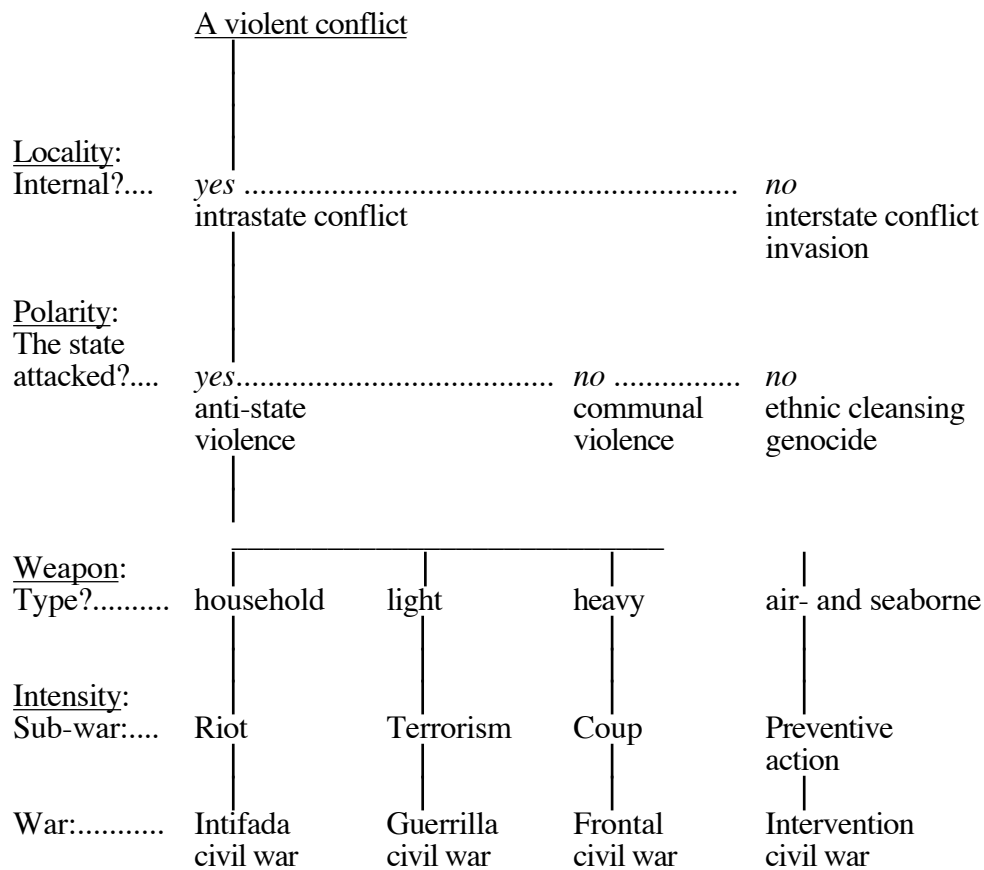 A violent conflict
Locality:
Internal?.... yes .............................................................. no
intrastate conflict interstate conflict
invasion
Polarity:
The state
attacked?.... yes........................................ no ................ no
anti-state communal ethnic cleansing
violence violence genocide
Weapon:
Type?.......... household light heavy air- and seaborne
Intensity:
Sub-war:.... Riot Terrorism Coup Preventive
action
War:........... Intifada Guerrilla Frontal Intervention
civil war civil war civil war civil war